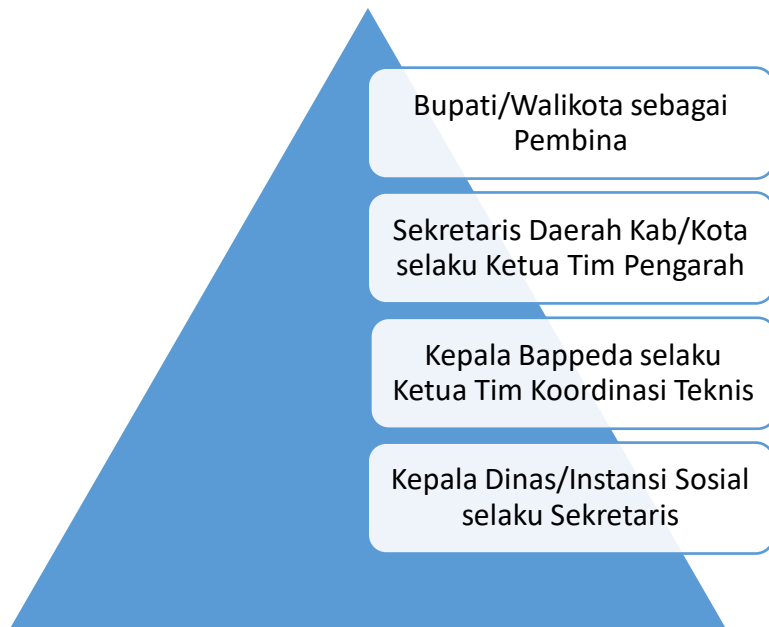 Bupati/Walikota sebagai
Pembina
Sekretaris Daerah Kab/Kota
selaku Ketua Tim Pengarah
Kepala Bappeda selaku
Ketua Tim Koordinasi Teknis
Kepala Dinas/Instansi Sosial
selaku Sekretaris